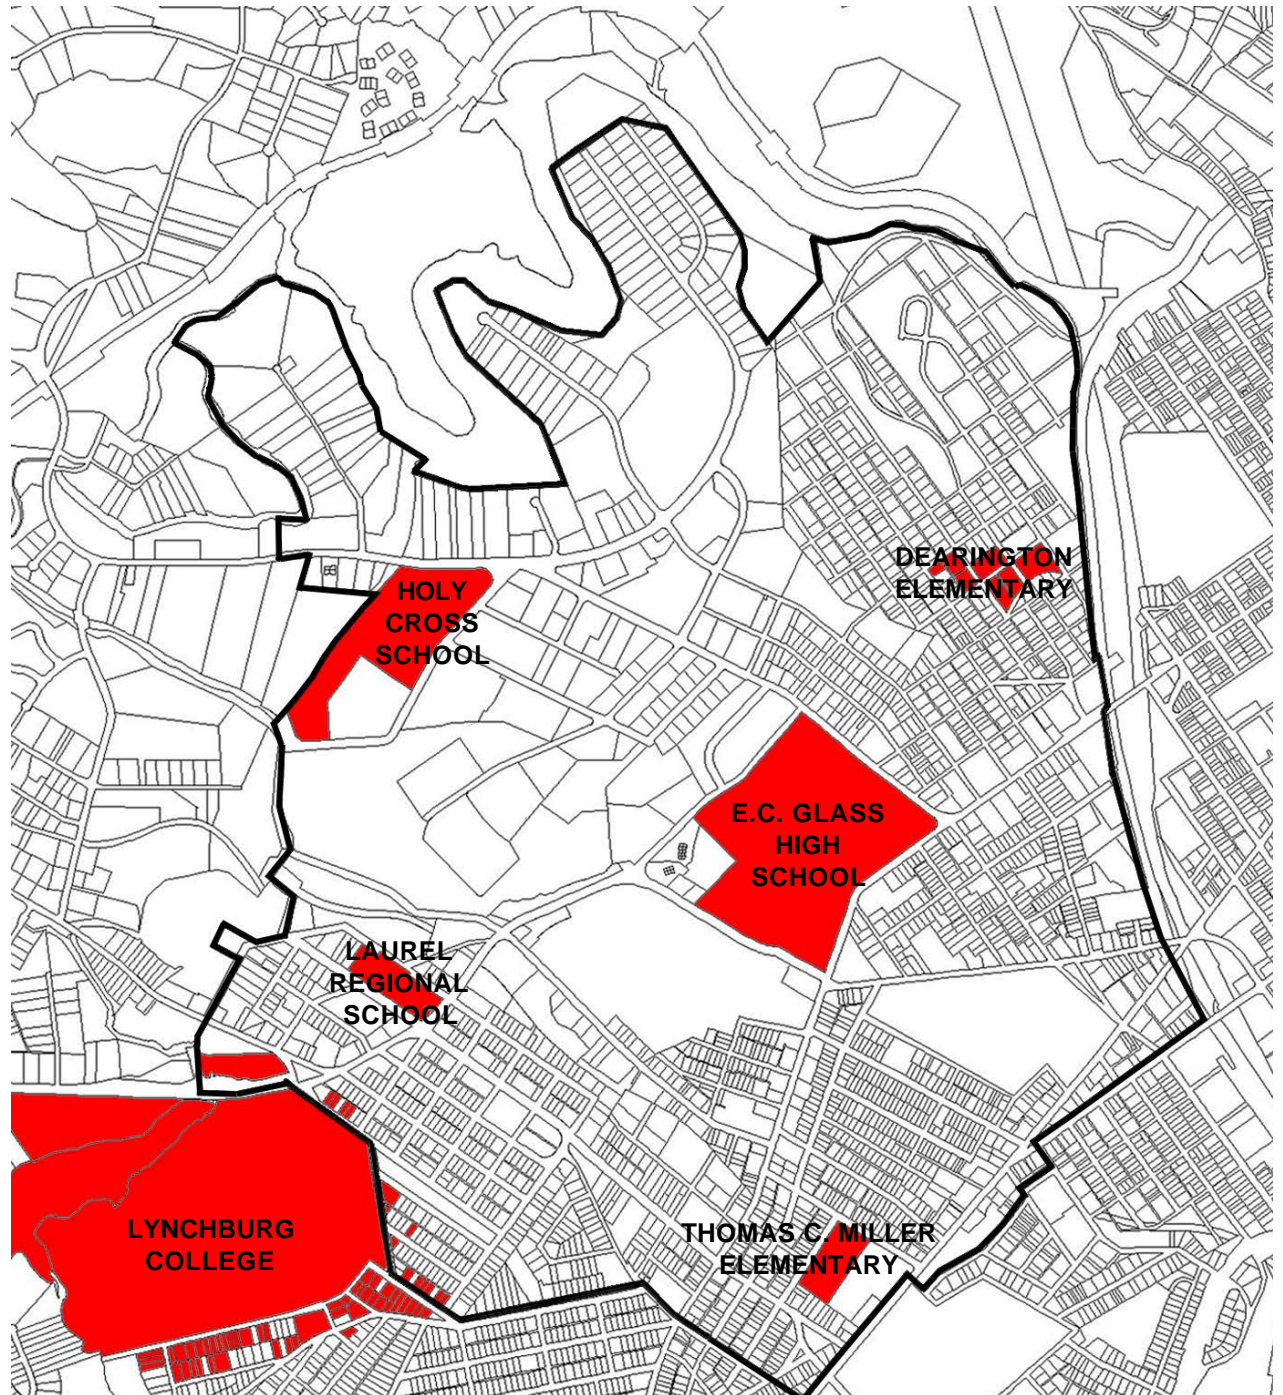 DEARINGTON
ELEMENTARY
HOLY
CROSS
SCHOOL
E.C. GLASS
HIGH
SCHOOL
LAUREL
REGIONAL
SCHOOL
LYNCHBURG
COLLEGE
THOMAS C. MILLER
ELEMENTARY